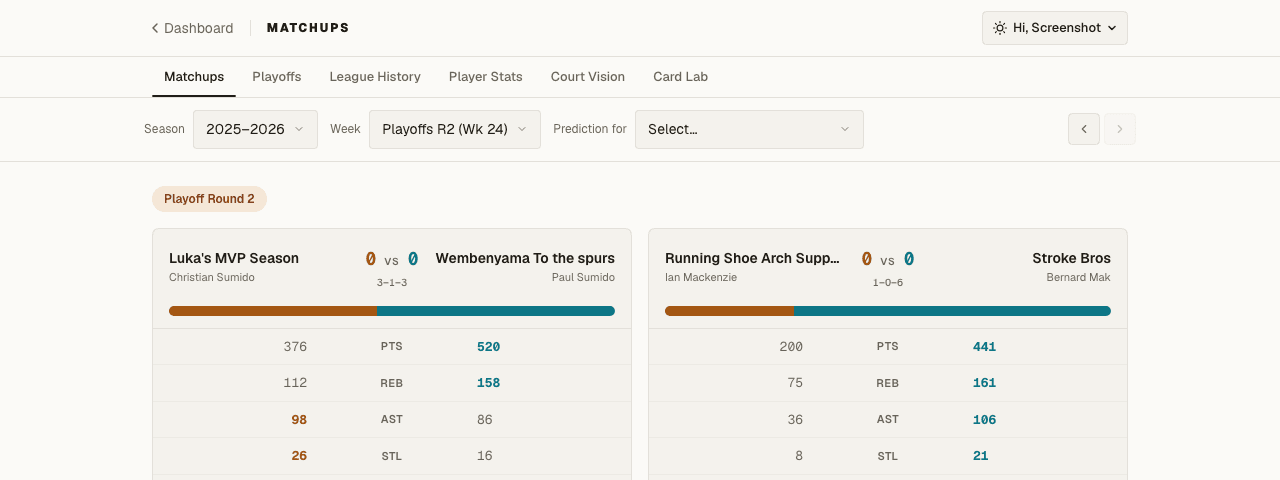 Dashboard MATCHUPS Hi, Screenshot
Matchups Playoffs League History Player Stats Court Vision Card Lab
Season 2025–2026 Week Playoffs R2 (Wk 24) Prediction for Select...
Playoff Round 2
Luka's MVP Season 0 vs 0 Wembenyama To the spurs
Christian Sumido 3–1–3 Paul Sumido
376 PTS 520
112 REB 158
98 AST 86
26 STL 16
Running Shoe Arch Supp... 0 vs 0 Stroke Bros
Ian Mackenzie 1–0–6 Bernard Mak
200 PTS 441
75 REB 161
36 AST 106
8 STL 21